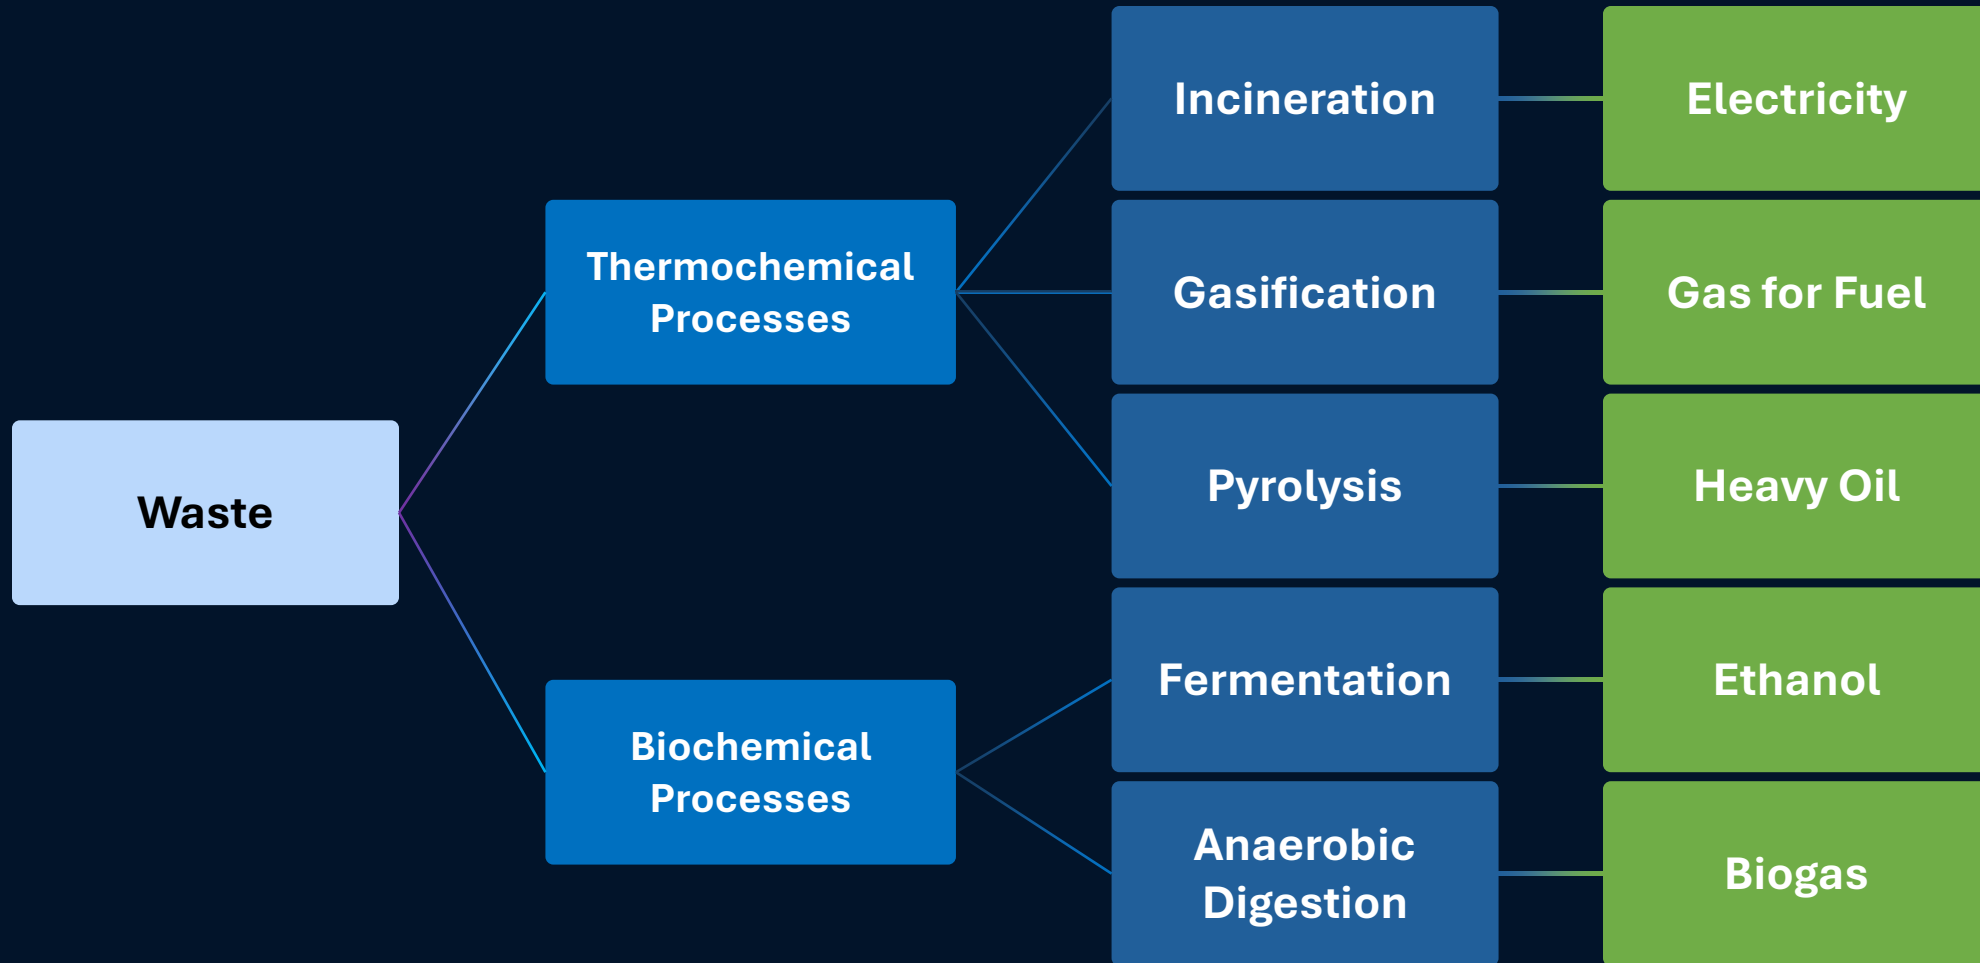 Incineration
Electricity
Thermochemical
Processes
Gasification
Gas for Fuel
Waste
Pyrolysis
Heavy Oil
Biochemical
Processes
Fermentation
Ethanol
Anaerobic
Digestion
Biogas